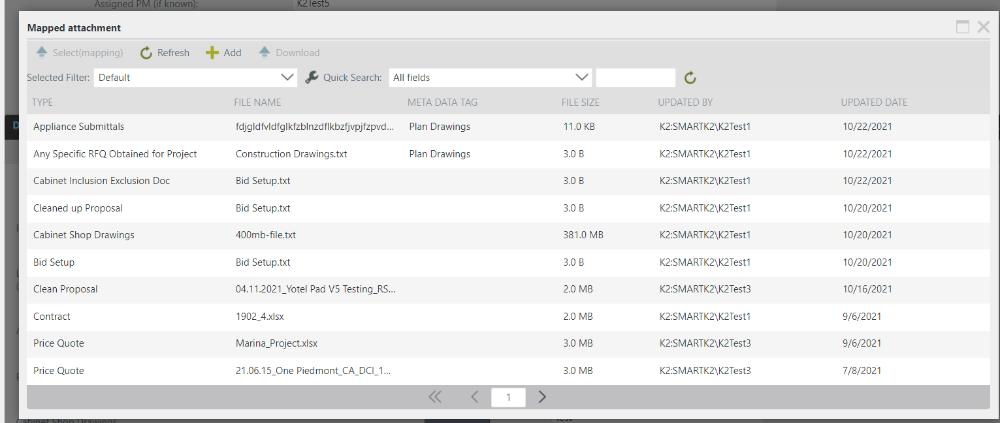 Assigned PM (if known): K2Test5
Mapped attachment
Select(mapping) Refresh Add Download
Selected Filter: Default Quick Search: All fields
TYPE FILE NAME META DATA TAG FILE SIZE UPDATED BY UPDATED DATE
Appliance Submittals fdjgldfvldfglkfzblnzdflkbzfjvpjfzpvd... Plan Drawings 11.0 KB K2:SMARTK2\K2Test1 10/22/2021
Any Specific RFQ Obtained for Project Construction Drawings.txt Plan Drawings 3.0 B K2:SMARTK2\K2Test1 10/22/2021
Cabinet Inclusion Exclusion Doc Bid Setup.txt 3.0 B K2:SMARTK2\K2Test1 10/22/2021
Cleaned up Proposal Bid Setup.txt 3.0 B K2:SMARTK2\K2Test1 10/20/2021
Cabinet Shop Drawings 400mb-file.txt 381.0 MB K2:SMARTK2\K2Test1 10/20/2021
Bid Setup Bid Setup.txt 3.0 B K2:SMARTK2\K2Test1 10/20/2021
Clean Proposal 04.11.2021_Yotel Pad V5 Testing_RS... 2.0 MB K2:SMARTK2\K2Test3 10/16/2021
Contract 1902_4.xlsx 2.0 MB K2:SMARTK2\K2Test1 9/6/2021
Price Quote Marina_Project.xlsx 3.0 MB K2:SMARTK2\K2Test3 9/6/2021
Price Quote 21.06.15_One Piedmont_CA_DCI_1... 3.0 MB K2:SMARTK2\K2Test3 7/8/2021
1
Cabinet Shop Drawings test